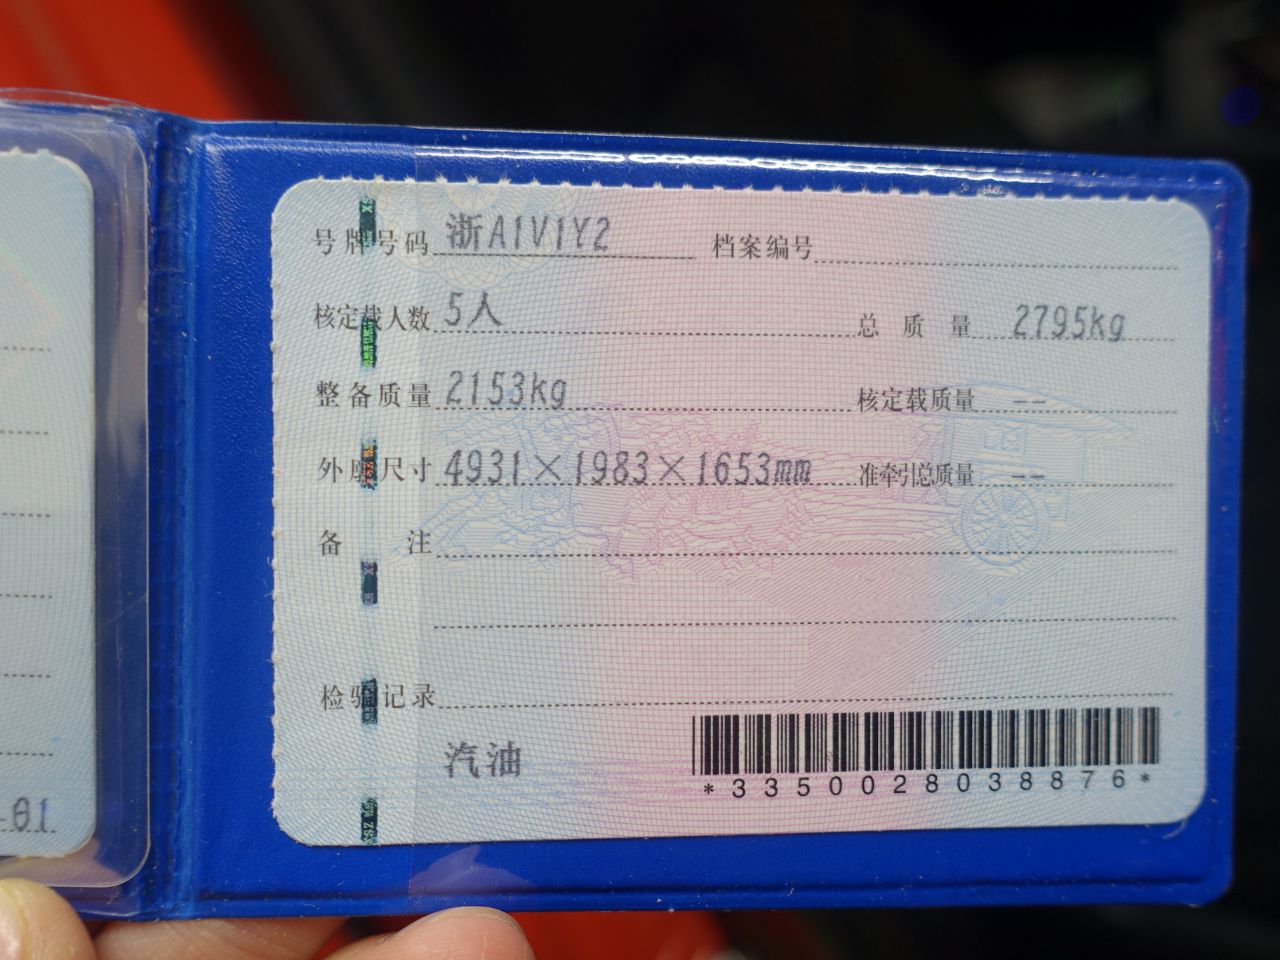 号牌号码 浙A1V1Y2 档案编号
核定载人数 5人 总质量 2795kg
整备质量 2153kg 核定载质量 --
外廓尺寸 4931×1983×1653mm 准牵引总质量 --
备注
检验记录
汽油
*3350028038876*
-01